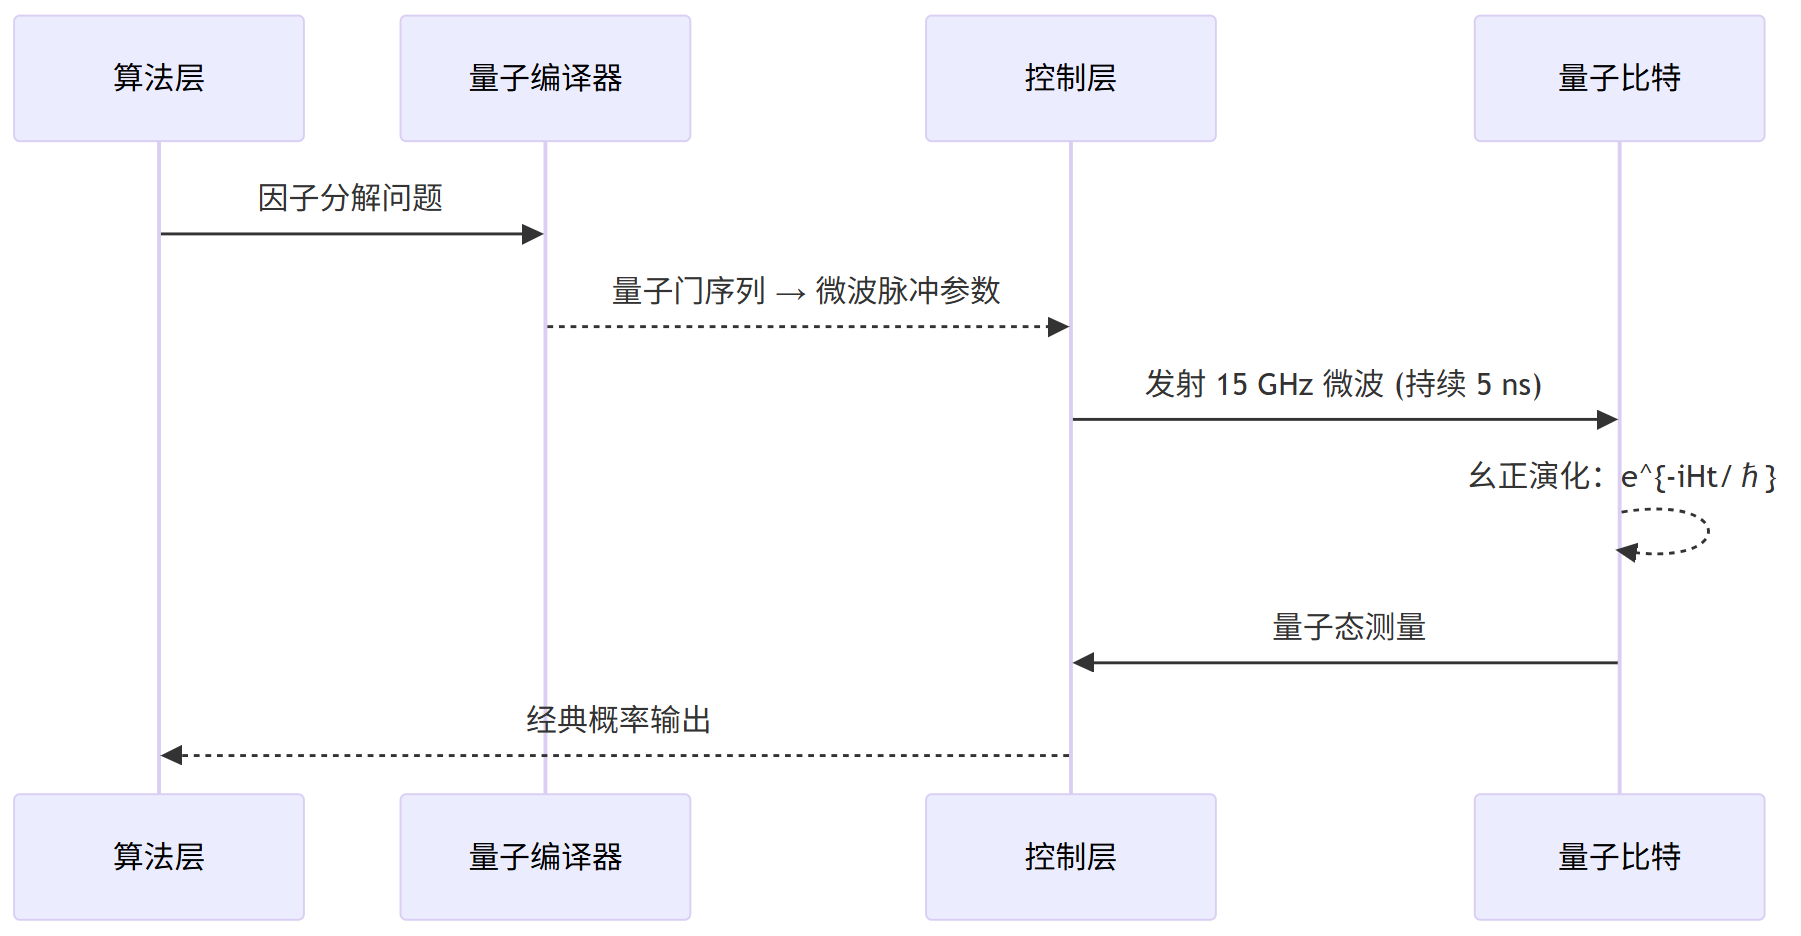 算法层
量子编译器
控制层
量子比特
因子分解问题
量子门序列 → 微波脉冲参数
发射 15 GHz 微波 (持续 5 ns)
幺正演化：e^{-iHt/ℏ}
量子态测量
经典概率输出
算法层
量子编译器
控制层
量子比特